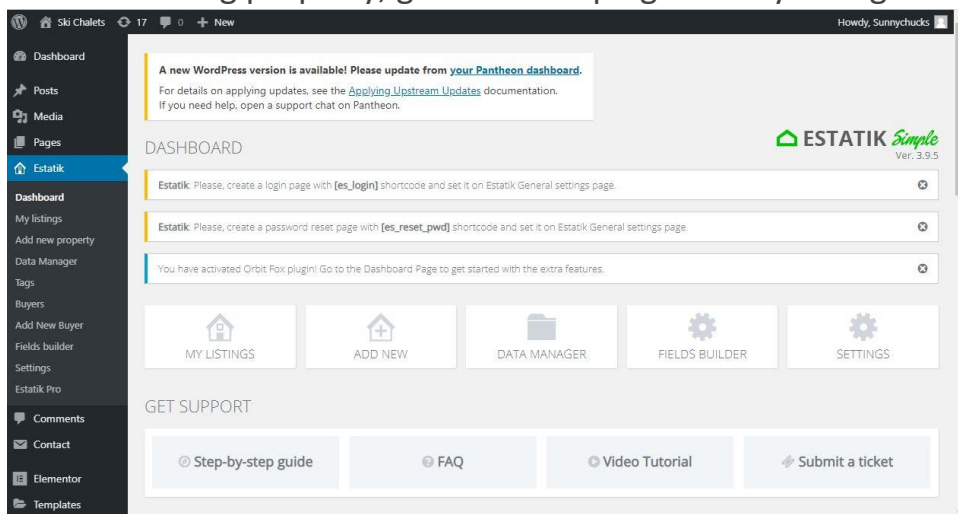 Ski Chalets 17 0 New Howdy, Sunnychucks
Dashboard
Posts
Media
Pages
Estatik
Dashboard
My listings
Add new property
Data Manager
Tags
Buyers
Add New Buyer
Fields builder
Settings
Estatik Pro
Comments
Contact
Elementor
Templates
A new WordPress version is available! Please update from your Pantheon dashboard.
For details on applying updates, see the Applying Upstream Updates documentation.
If you need help, open a support chat on Pantheon.
DASHBOARD
ESTATIK Simple
Ver. 3.9.5
Estatik: Please, create a login page with [es_login] shortcode and set it on Estatik General settings page.
Estatik: Please, create a password reset page with [es_reset_pwd] shortcode and set it on Estatik General settings page.
You have activated Orbit Fox plugin! Go to the Dashboard Page to get started with the extra features.
MY LISTINGS ADD NEW DATA MANAGER FIELDS BUILDER SETTINGS
GET SUPPORT
Step-by-step guide FAQ Video Tutorial Submit a ticket